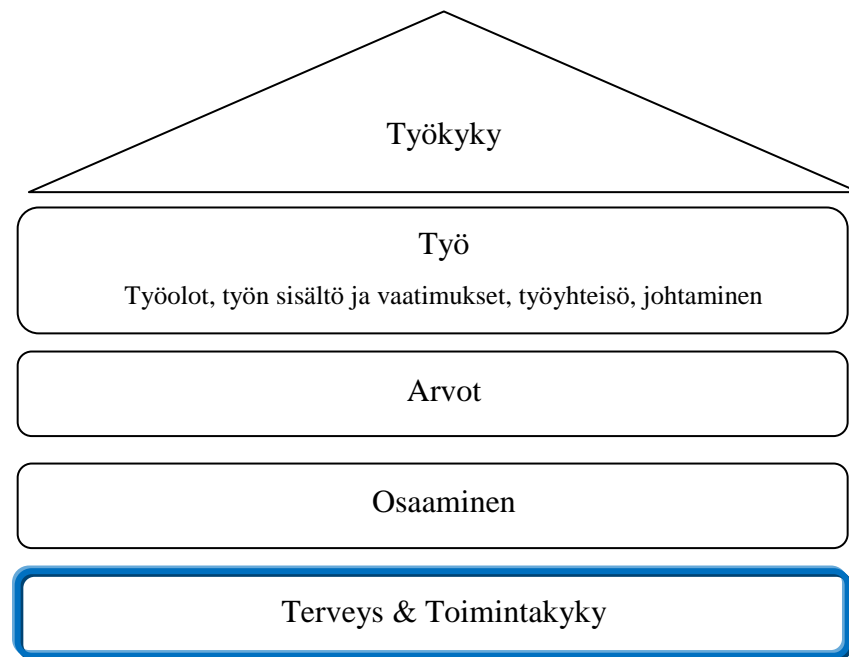 Työkyky
Työ
Työolot, työn sisältö ja vaatimukset, työyhteisö, johtaminen
Arvot
Osaaminen
Terveys & Toimintakyky